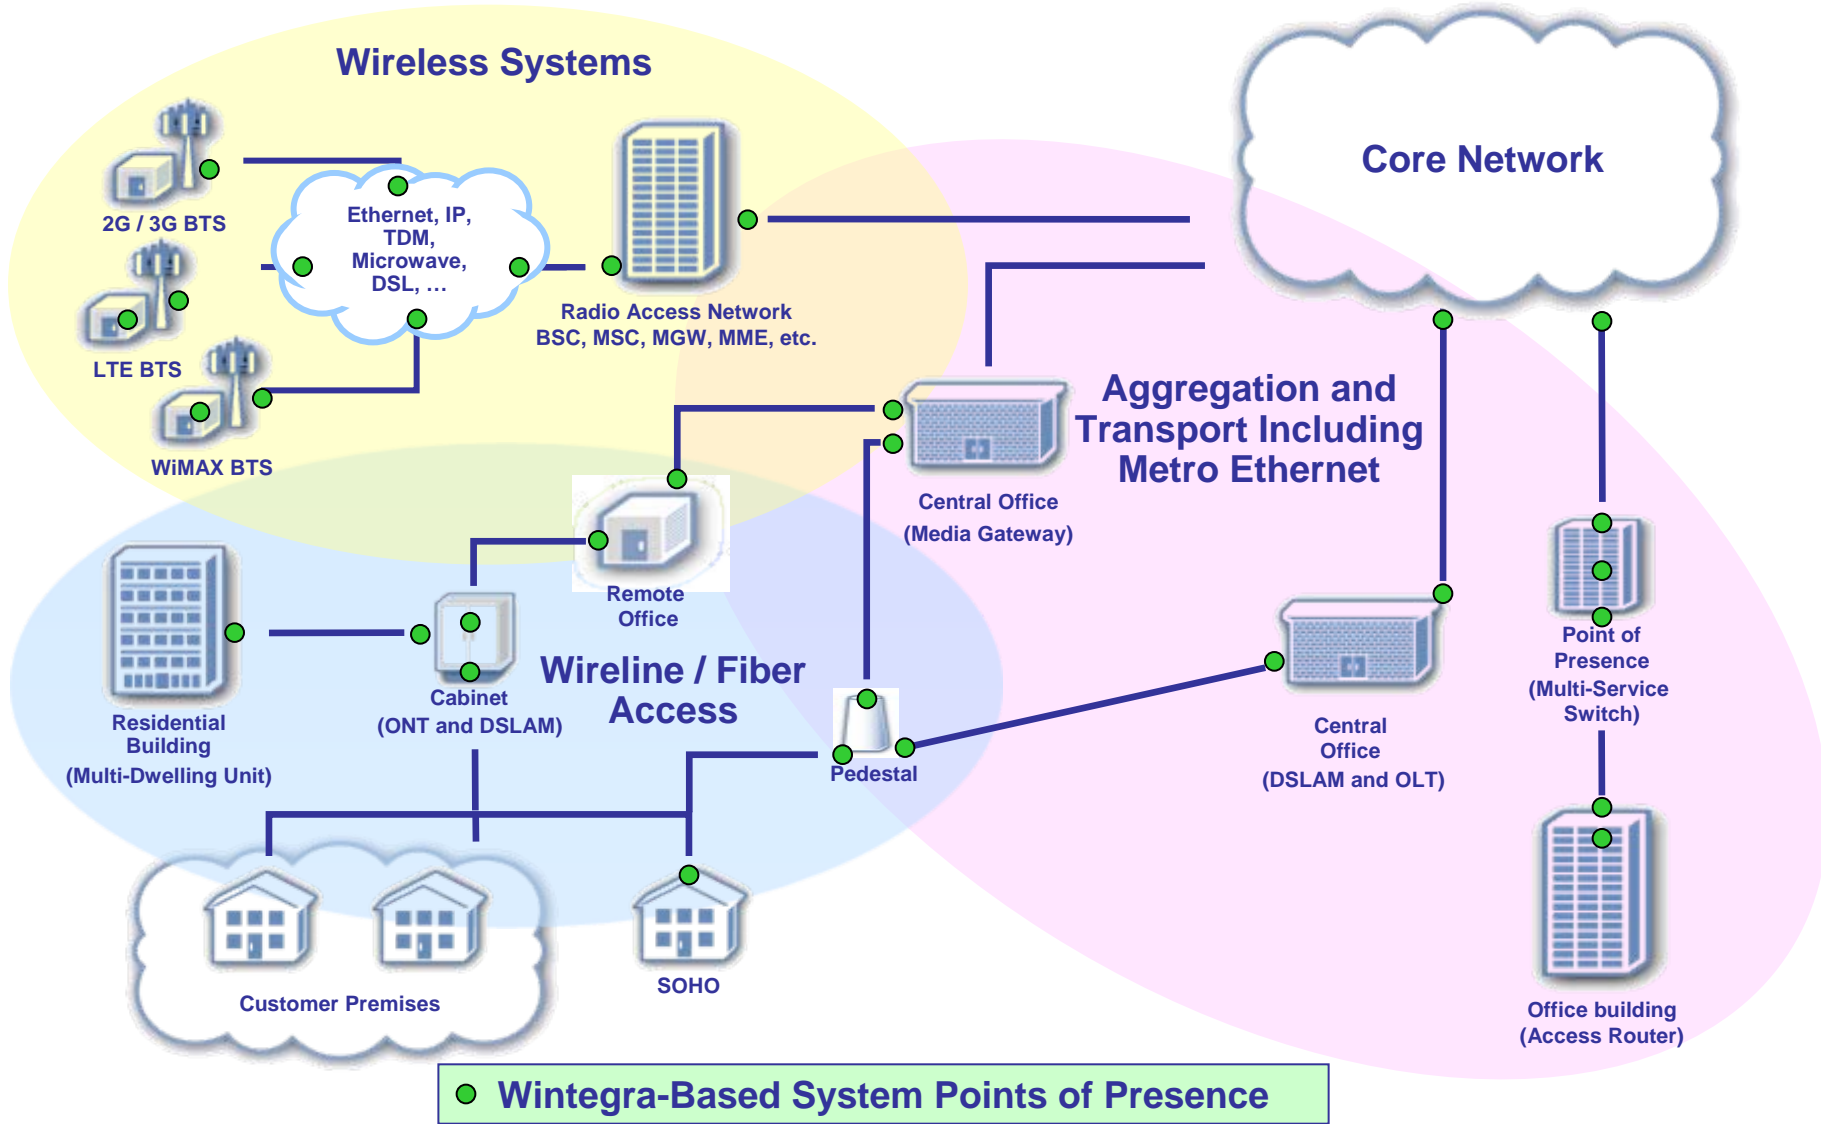 Wireless Systems
Core Network
2G / 3G BTS
Ethernet, IP,
TDM,
Microwave,
DSL, …
LTE BTS
WiMAX BTS
Radio Access Network
BSC, MSC, MGW, MME, etc.
Aggregation and
Transport Including
Metro Ethernet
Central Office
(Media Gateway)
Remote
Office
Wireline / Fiber
Access
Cabinet
(ONT and DSLAM)
Residential
Building
(Multi-Dwelling Unit)
Pedestal
Central
Office
(DSLAM and OLT)
Point of
Presence
(Multi-Service
Switch)
Customer Premises
SOHO
Office building
(Access Router)
Wintegra-Based System Points of Presence